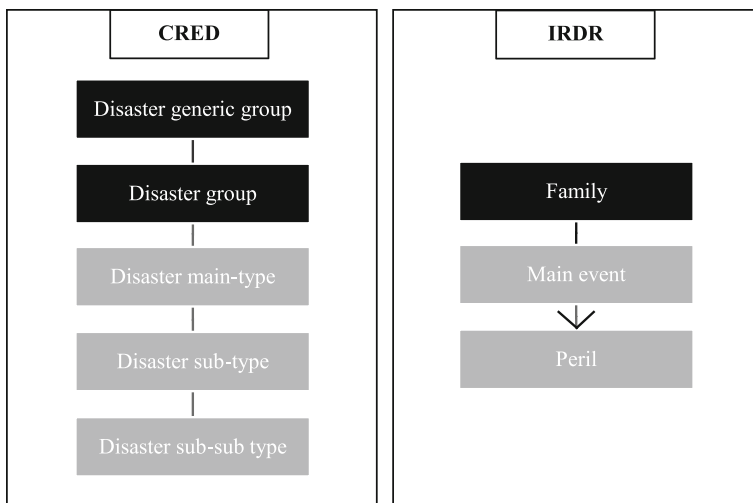 CRED
Disaster generic group
Disaster group
Disaster main-type
Disaster sub-type
Disaster sub-sub type
IRDR
Family
Main event
Peril